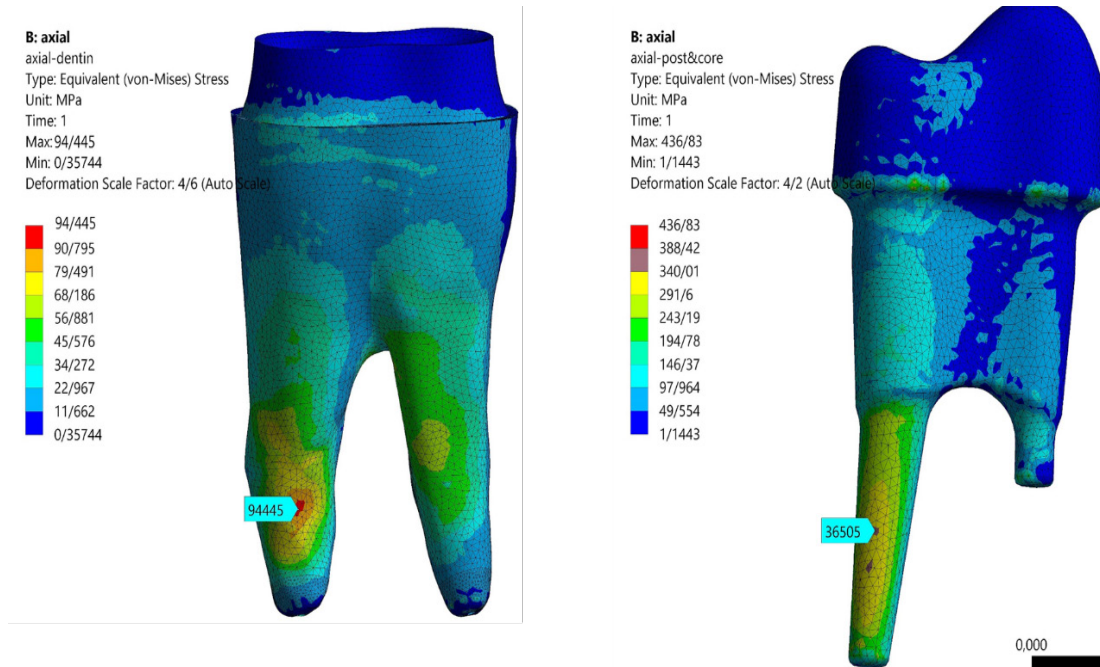 B: axial
axial-dentin
Type: Equivalent (von-Mises) Stress
Unit: MPa
Time: 1
Max: 94/445
Min: 0/35744
Deformation Scale Factor: 4/6 (Auto Scale)
94/445
90/795
79/491
68/186
56/881
45/576
34/272
22/967
11/662
0/35744
94445
B: axial
axial-post&core
Type: Equivalent (von-Mises) Stress
Unit: MPa
Time: 1
Max: 436/83
Min: 1/1443
Deformation Scale Factor: 4/2 (Auto Scale)
436/83
388/42
340/01
291/6
243/19
194/78
146/37
97/964
49/554
1/1443
36505
0,000